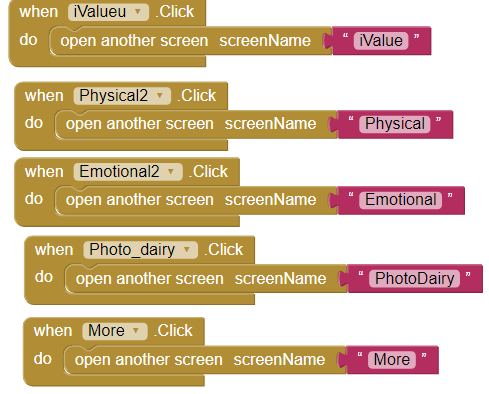 when iValueu .Click
do open another screen screenName " iValue "
when Physical2 .Click
do open another screen screenName " Physical "
when Emotional2 .Click
do open another screen screenName " Emotional "
when Photo_dairy .Click
do open another screen screenName " PhotoDairy "
when More .Click
do open another screen screenName " More "